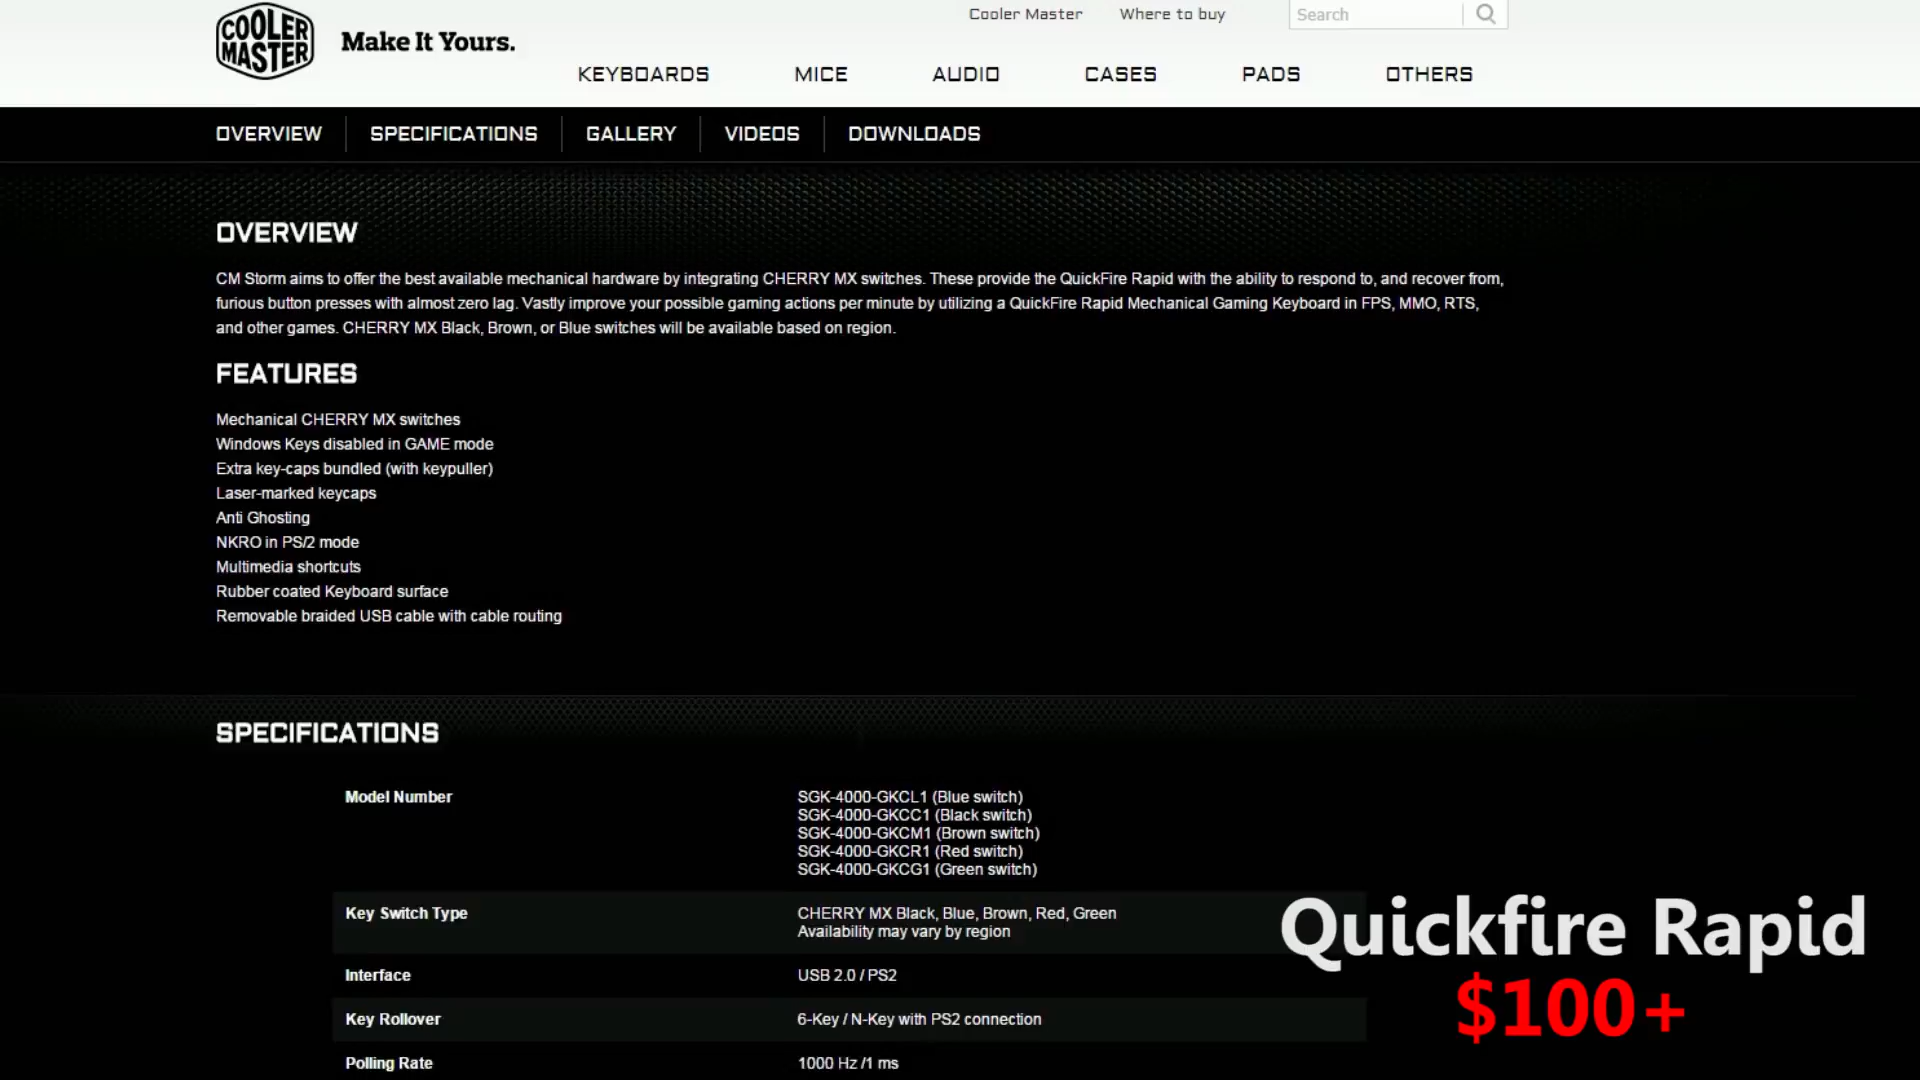 COOLER
MASTER
Make It Yours.
Cooler Master
Where to buy
Search
KEYBOARDS
MICE
AUDIO
CASES
PADS
OTHERS
OVERVIEW
SPECIFICATIONS
GALLERY
VIDEOS
DOWNLOADS
OVERVIEW
CM Storm aims to offer the best available mechanical hardware by integrating CHERRY MX switches. These provide the QuickFire Rapid with the ability to respond to, and recover from,
furious button presses with almost zero lag. Vastly improve your possible gaming actions per minute by utilizing a QuickFire Rapid Mechanical Gaming Keyboard in FPS, MMO, RTS,
and other games. CHERRY MX Black, Brown, or Blue switches will be available based on region.
FEATURES
Mechanical CHERRY MX switches
Windows Keys disabled in GAME mode
Extra key-caps bundled (with keypuller)
Laser-marked keycaps
Anti Ghosting
NKRO in PS/2 mode
Multimedia shortcuts
Rubber coated Keyboard surface
Removable braided USB cable with cable routing
SPECIFICATIONS
Model Number
SGK-4000-GKCL1 (Blue switch)
SGK-4000-GKCC1 (Black switch)
SGK-4000-GKCM1 (Brown switch)
SGK-4000-GKCR1 (Red switch)
SGK-4000-GKCG1 (Green switch)
Key Switch Type
CHERRY MX Black, Blue, Brown, Red, Green
Availability may vary by region
Interface
USB 2.0 / PS2
Key Rollover
6-Key / N-Key with PS2 connection
Polling Rate
1000 Hz /1 ms
Quickfire Rapid
$100+